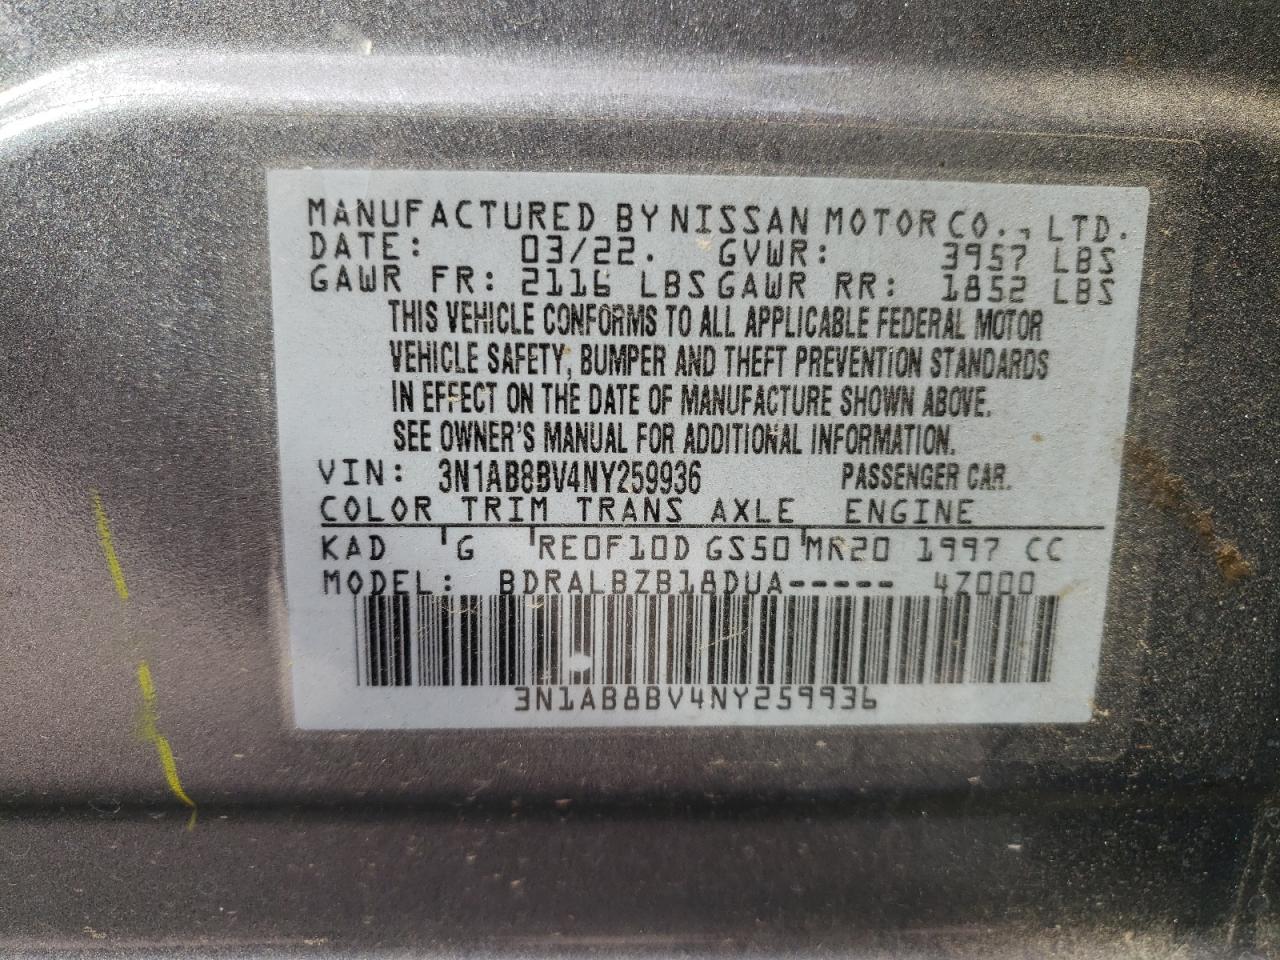 MANUFACTURED BY NISSAN MOTOR CO., LTD.
DATE: 03/22. GVWR: 3957 LBS
GAWR FR: 2116 LBS GAWR RR: 1852 LBS
THIS VEHICLE CONFORMS TO ALL APPLICABLE FEDERAL MOTOR
VEHICLE SAFETY, BUMPER AND THEFT PREVENTION STANDARDS
IN EFFECT ON THE DATE OF MANUFACTURE SHOWN ABOVE.
SEE OWNER'S MANUAL FOR ADDITIONAL INFORMATION.
VIN: 3N1AB8BV4NY259936 PASSENGER CAR.
COLOR TRIM TRANS AXLE ENGINE
KAD G RE0F10D GS50 MR20 1997 CC
MODEL: BDRALBZB18DUA----- 4Z000
3N1AB8BV4NY259936